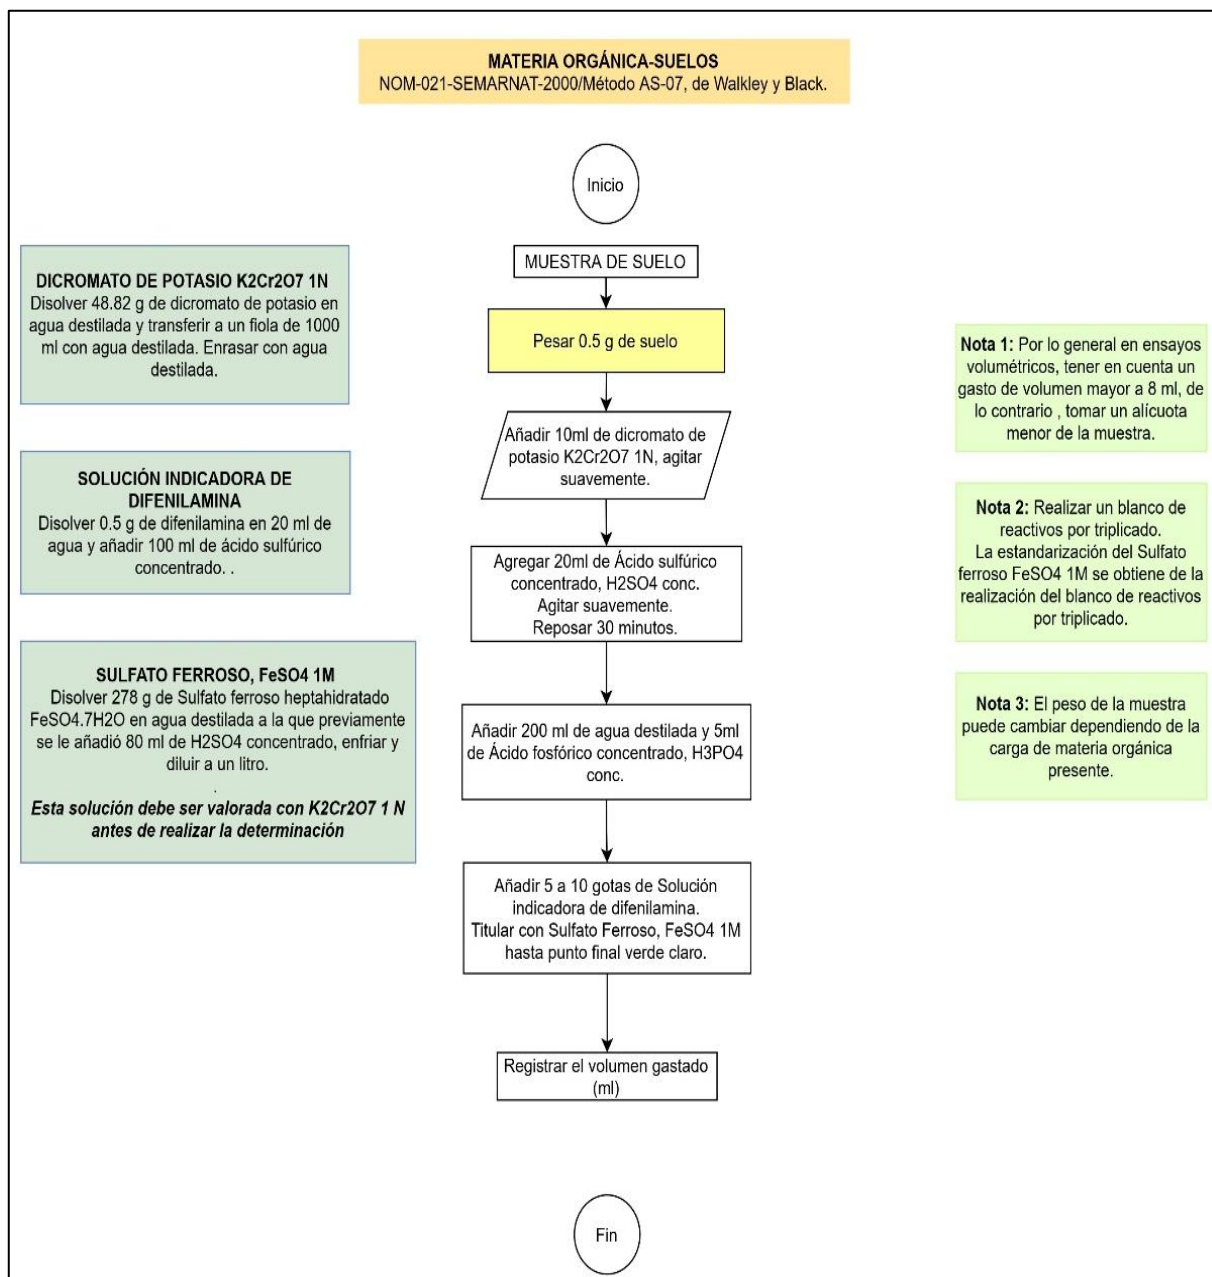 MATERIA ORGÁNICA-SUELOS
NOM-021-SEMARNAT-2000/Método AS-07, de Walkley y Black.
Inicio
MUESTRA DE SUELO
Pesar 0.5 g de suelo
Añadir 10ml de dicromato de
potasio K2Cr2O7 1N, agitar
suavemente.
Agregar 20ml de Ácido sulfúrico
concentrado, H2SO4 conc.
Agitar suavemente.
Reposar 30 minutos.
Añadir 200 ml de agua destilada y 5ml
de Ácido fosfórico concentrado, H3PO4
conc.
Añadir 5 a 10 gotas de Solución
indicadora de difenilamina.
Titular con Sulfato Ferroso, FeSO4 1M
hasta punto final verde claro.
Registrar el volumen gastado
(ml)
Fin
DICROMATO DE POTASIO K2Cr2O7 1N
Disolver 48.82 g de dicromato de potasio en
agua destilada y transferir a un fiola de 1000
ml con agua destilada. Enrasar con agua
destilada.
SOLUCIÓN INDICADORA DE
DIFENILAMINA
Disolver 0.5 g de difenilamina en 20 ml de
agua y añadir 100 ml de ácido sulfúrico
concentrado. .
SULFATO FERROSO, FeSO4 1M
Disolver 278 g de Sulfato ferroso heptahidratado
FeSO4.7H2O en agua destilada a la que previamente
se le añadió 80 ml de H2SO4 concentrado, enfriar y
diluir a un litro.
.
Esta solución debe ser valorada con K2Cr2O7 1 N
antes de realizar la determinación
Nota 1: Por lo general en ensayos
volumétricos, tener en cuenta un
gasto de volumen mayor a 8 ml, de
lo contrario , tomar un alícuota
menor de la muestra.
Nota 2: Realizar un blanco de
reactivos por triplicado.
La estandarización del Sulfato
ferroso FeSO4 1M se obtiene de la
realización del blanco de reactivos
por triplicado.
Nota 3: El peso de la muestra
puede cambiar dependiendo de la
carga de materia orgánica
presente.